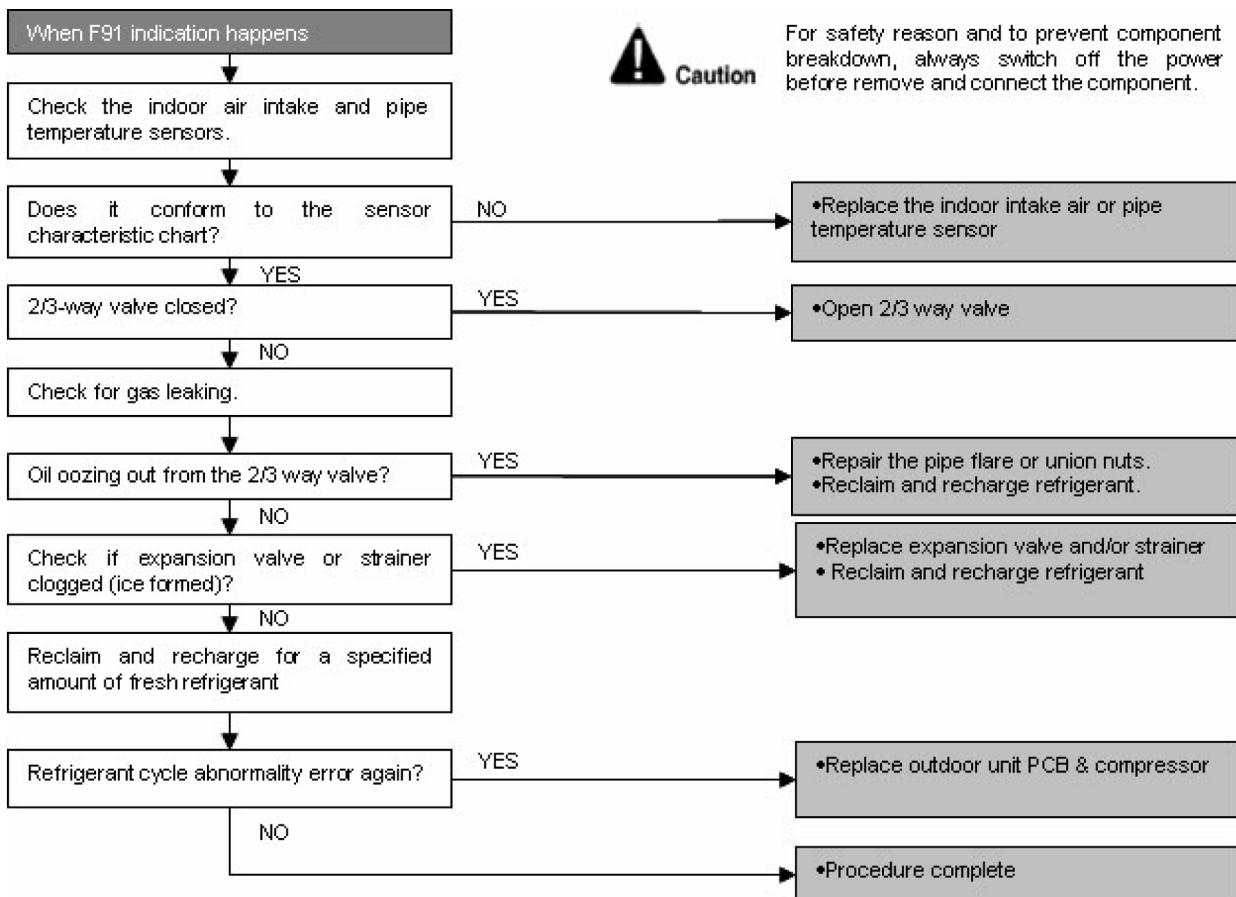 When F91 indication happens
Caution
For safety reason and to prevent component
breakdown, always switch off the power
before remove and connect the component.
Check the indoor air intake and pipe
temperature sensors.
Does it conform to the sensor
characteristic chart?
NO
•Replace the indoor intake air or pipe
temperature sensor
YES
2/3-way valve closed?
YES
•Open 2/3 way valve
NO
Check for gas leaking.
Oil oozing out from the 2/3 way valve?
YES
•Repair the pipe flare or union nuts.
•Reclaim and recharge refrigerant.
NO
Check if expansion valve or strainer
clogged (ice formed)?
YES
•Replace expansion valve and/or strainer
• Reclaim and recharge refrigerant
NO
Reclaim and recharge for a specified
amount of fresh refrigerant
Refrigerant cycle abnormality error again?
YES
•Replace outdoor unit PCB & compressor
NO
•Procedure complete